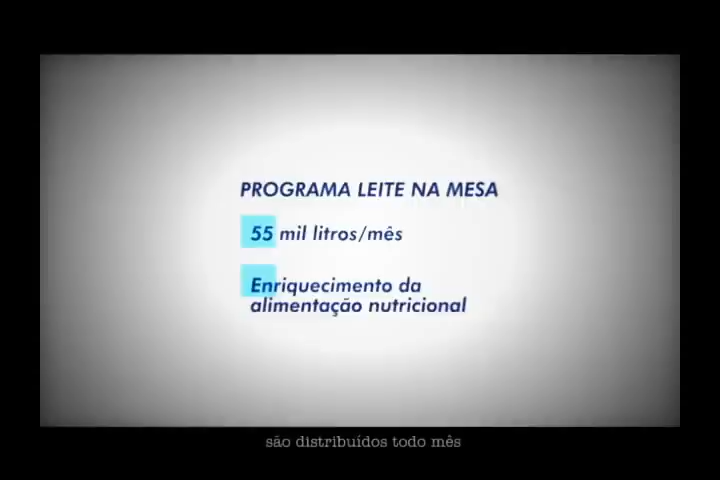 PROGRAMA LEITE NA MESA
55 mil litros/mês
Enriquecimento da
alimentação nutricional
são distribuídos todo mês